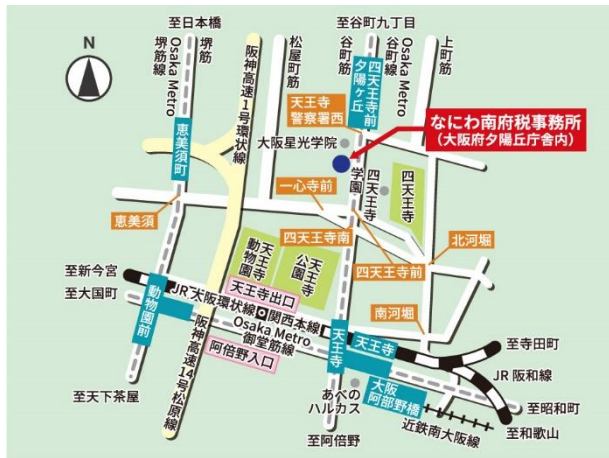 至日本橋
至谷町九丁目
N
堺筋線
Osaka Metro
堺筋
阪神高速1号環状線
松屋町筋
谷町筋
四天王寺前
夕陽ヶ丘
谷町線
Osaka Metro
上町筋
天王寺
警察署西
なにわ南府税事務所
(大阪府夕陽丘庁舎内)
大阪星光学院
恵美須町
学園
四天王寺
四天王寺
一心寺前
恵美須
四天王寺南
四天王寺前
北河堀
天王寺
動物園
天王寺
公園
至新今宮
天王寺出口
至大国町
JR大阪環状線
関西本線
南河堀
動物園前
Osaka Metro
御堂筋線
天王寺
天王寺
至寺田町
阿倍野入口
JR阪和線
阪神高速14号松原線
大阪
阿部野橋
至天下茶屋
あべの
ハルカス
至昭和町
近鉄南大阪線
至和歌山
至阿倍野